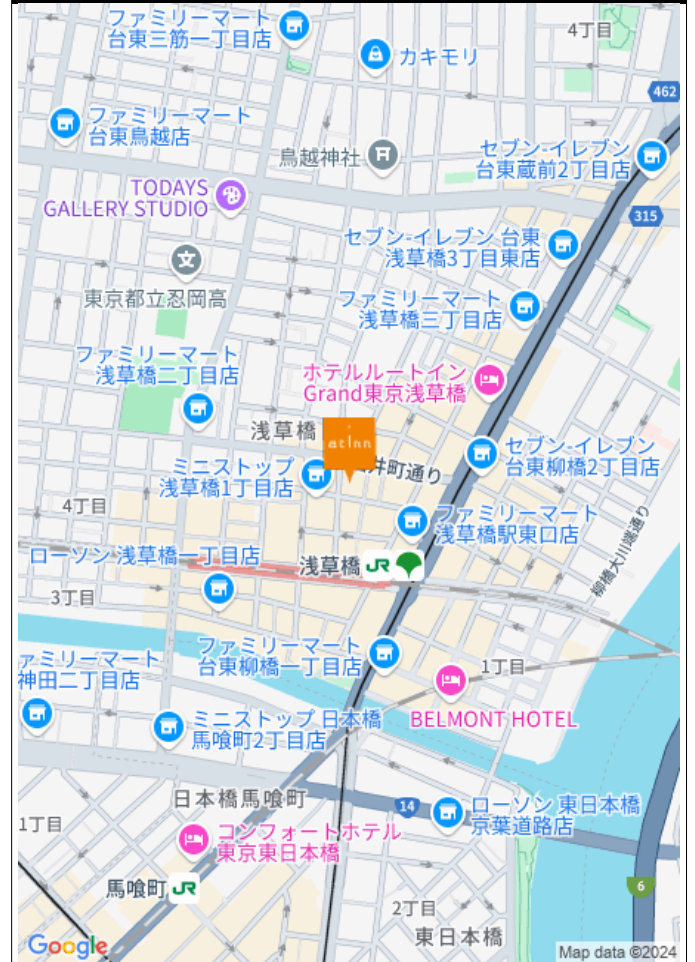 ファミリーマート
台東三筋一丁目店
4丁目
カキモリ
462
ファミリーマート
台東鳥越店
鳥越神社
セブン-イレブン
台東蔵前2丁目店
TODAYS
GALLERY STUDIO
315
セブン-イレブン 台東
浅草橋3丁目東店
文
東京都立忍岡高
ファミリーマート
浅草橋三丁目店
ファミリーマート
浅草橋二丁目店
ホテルルートイン
Grand東京浅草橋
浅草橋
at inn
井町通り
セブン-イレブン
台東柳橋2丁目店
ミニストップ
浅草橋1丁目店
4丁目
ファミリーマート
浅草橋駅東口店
柳橋大川端通り
ローソン 浅草橋一丁目店
浅草橋 JR
3丁目
ファミリーマート
台東柳橋一丁目店
1丁目
ァミリーマート
神田二丁目店
BELMONT HOTEL
ミニストップ 日本橋
馬喰町2丁目店
日本橋馬喰町
14
ローソン 東日本橋
京葉道路店
1丁目
コンフォートホテル
東京東日本橋
馬喰町 JR
6
2丁目
東日本橋
Google
Map data ©2024